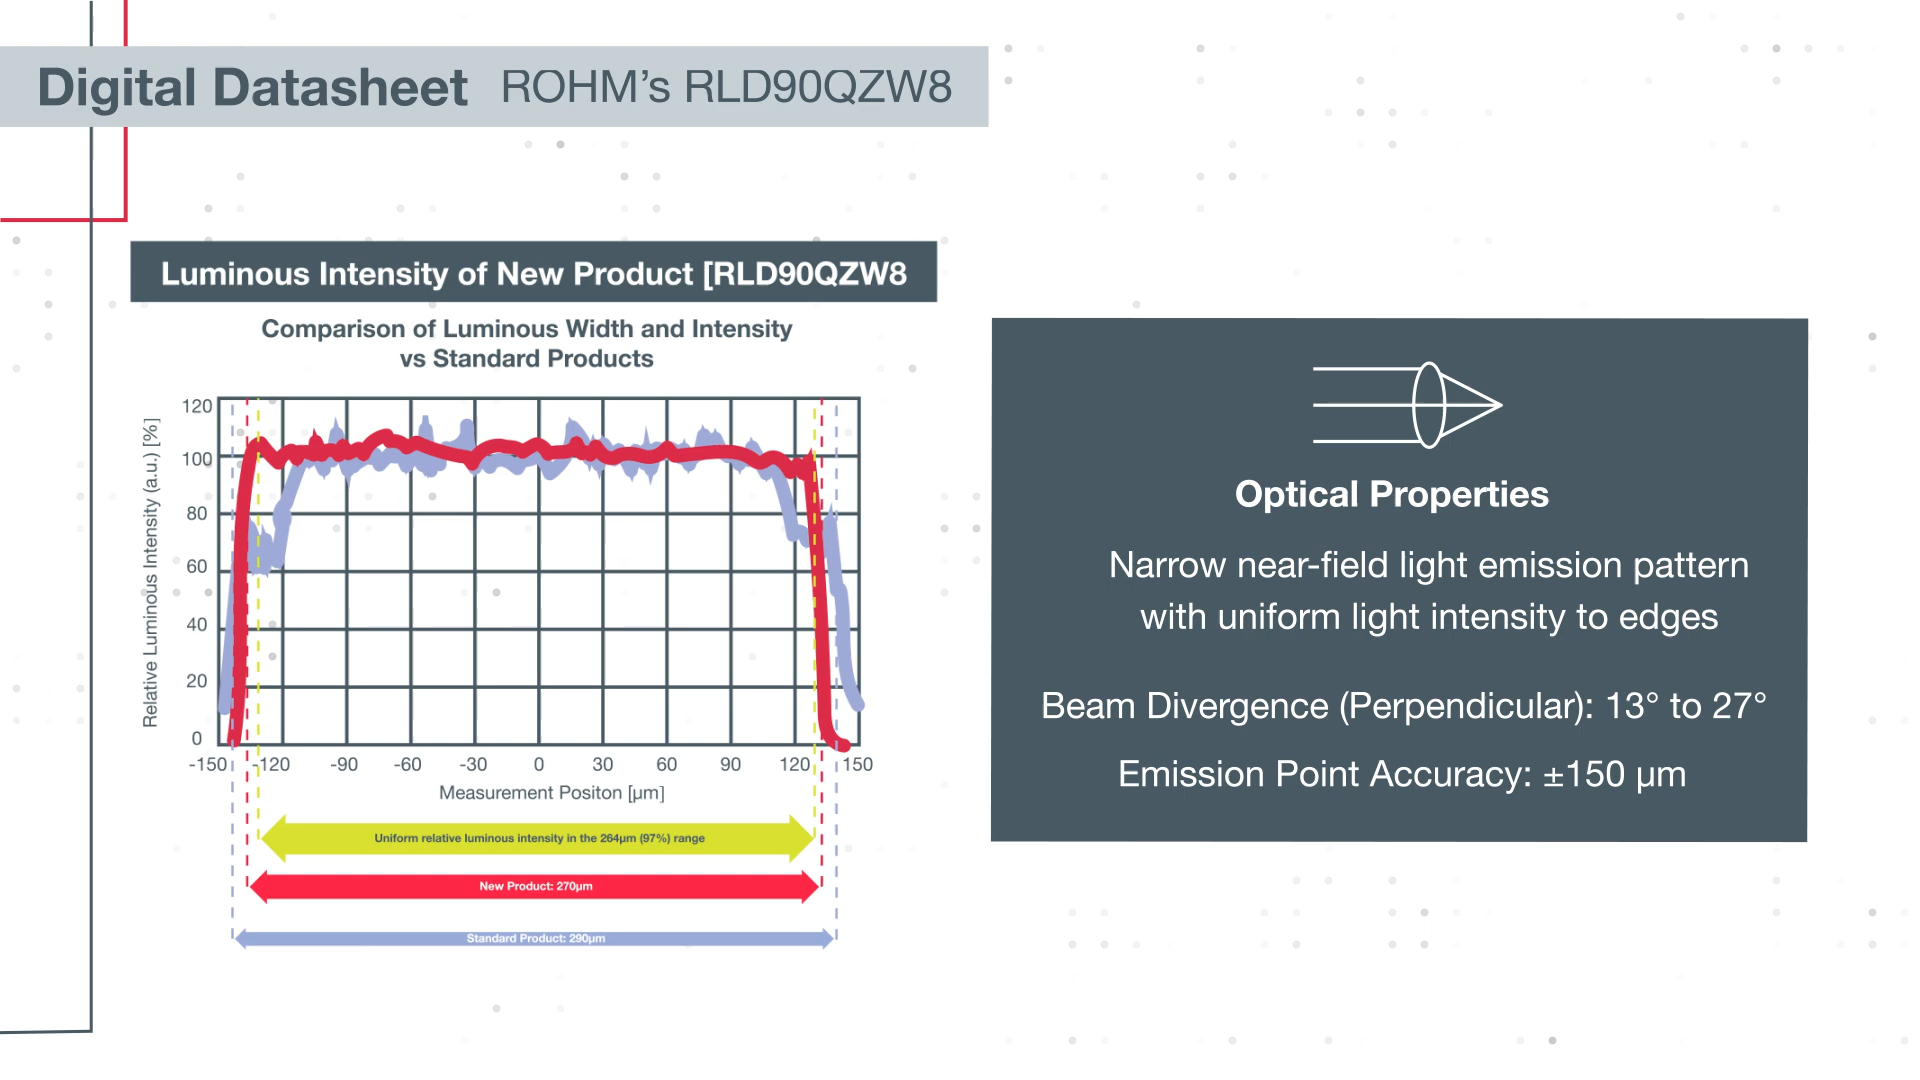 Digital Datasheet ROHM's RLD90QZW8
Luminous Intensity of New Product [RLD90QZW8
Comparison of Luminous Width and Intensity
vs Standard Products
Relative Luminous Intensity (a.u.) [%]
120
100
80
60
40
20
0
-150 -120 -90 -60 -30 0 30 60 90 120 150
Measurement Positon [µm]
Uniform relative luminous intensity in the 264µm (97%) range
New Product: 270µm
Standard Product: 290µm
Optical Properties
Narrow near-field light emission pattern
with uniform light intensity to edges
Beam Divergence (Perpendicular): 13° to 27°
Emission Point Accuracy: ±150 µm